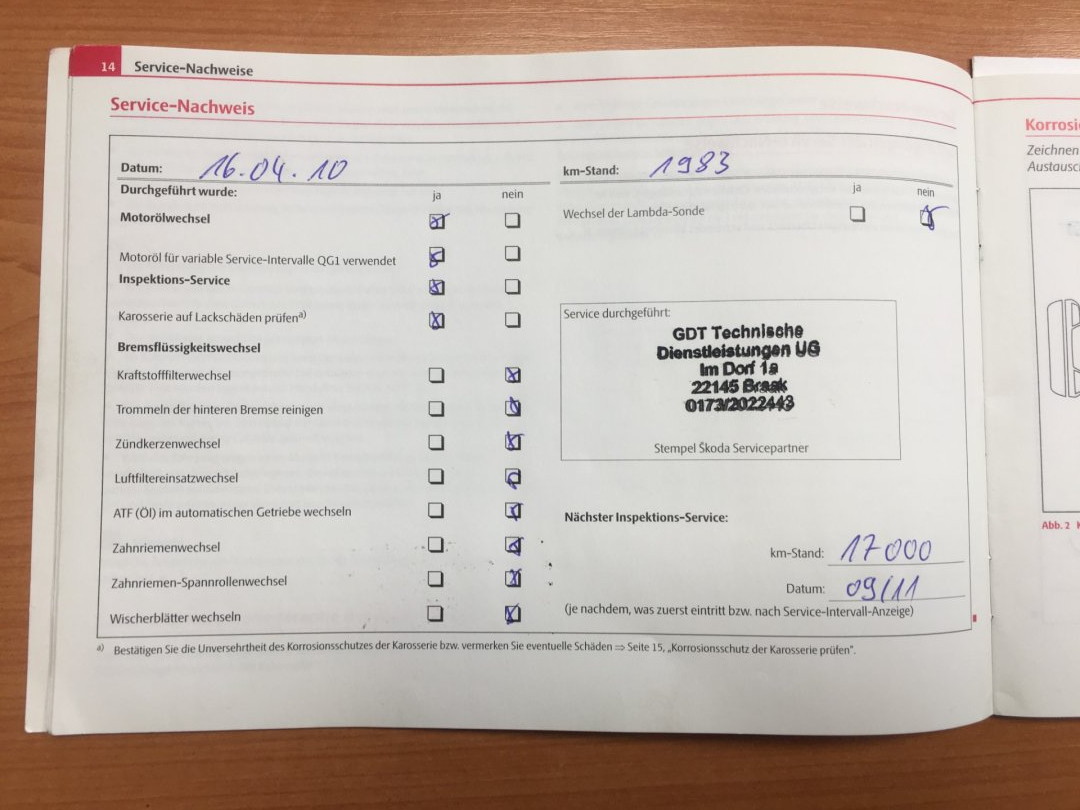 14 Service-Nachweise
Service-Nachweis
Datum: 16.04.10
Durchgeführt wurde: ja nein
Motorölwechsel
Motoröl für variable Service-Intervalle QG1 verwendet
Inspektions-Service
Karosserie auf Lackschäden prüfen a)
Bremsflüssigkeitswechsel
Kraftstofffilterwechsel
Trommeln der hinteren Bremse reinigen
Zündkerzenwechsel
Luftfiltereinsatzwechsel
ATF (Öl) im automatischen Getriebe wechseln
Zahnriemenwechsel
Zahnriemen-Spannrollenwechsel
Wischerblätter wechseln
km-Stand: 1983
ja nein
Wechsel der Lambda-Sonde
Service durchgeführt:
GDT Technische
Dienstleistungen UG
Im Dorf 1a
22145 Braak
0173/2022443
Stempel Škoda Servicepartner
Nächster Inspektions-Service:
km-Stand: 17000
Datum: 09/11
(je nachdem, was zuerst eintritt bzw. nach Service-Intervall-Anzeige)
a) Bestätigen Sie die Unversehrtheit des Korrosionsschutzes der Karosserie bzw. vermerken Sie eventuelle Schäden ⇒ Seite 15, „Korrosionsschutz der Karosserie prüfen".
Korrosi
Zeichnen
Austausc
Abb. 2